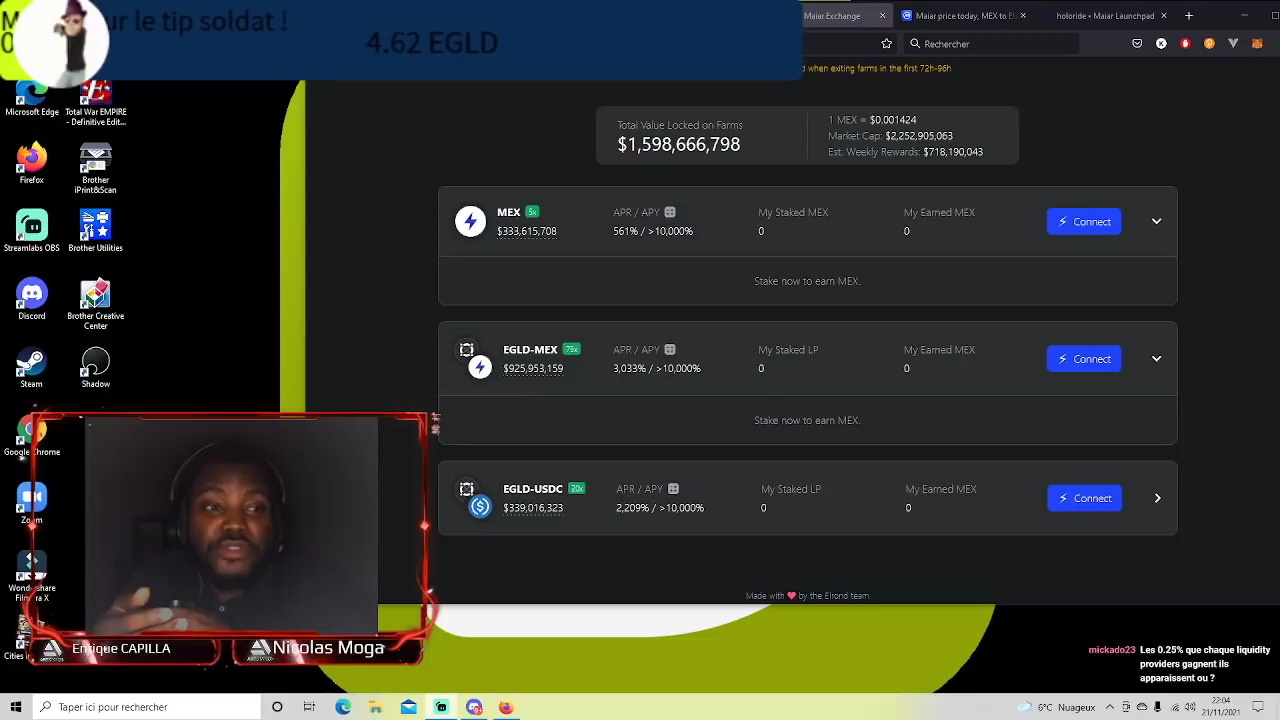 ur le tip soldat !
4.62 EGLD
Maiar Exchange
Maiar price today, MEX to E
holoride • Maiar Launchpad
Rechercher
d when exiting farms in the first 72h-96h
Microsoft Edge
Total War EMPIRE
- Definitive Edit...
Firefox
Brother
iPrint&Scan
Streamlabs OBS
Brother Utilities
Discord
Brother Creative
Center
Steam
Shadow
Google Chrome
Zoom
Wondershare
Filmora X
Cities
Total Value Locked on Farms
$1,598,666,798
1 MEX = $0.001424
Market Cap: $2,252,905,063
Est. Weekly Rewards: $718,190,043
MEX 5x
$333,615,708
APR / APY
561% / >10,000%
My Staked MEX
0
My Earned MEX
0
Connect
Stake now to earn MEX.
EGLD-MEX 75x
$925,953,159
APR / APY
3,033% / >10,000%
My Staked LP
0
My Earned MEX
0
Connect
Stake now to earn MEX.
EGLD-USDC 20x
$339,016,323
APR / APY
2,209% / >10,000%
My Staked LP
0
My Earned MEX
0
Connect
Made with ❤ by the Elrond team
Enrique CAPILLA
Nicolas Moga
mickado23 Les 0.25% que chaque liquidity
providers gagnent ils
apparaissent ou ?
Taper ici pour rechercher
6°C Nuageux
22:04
21/11/2021